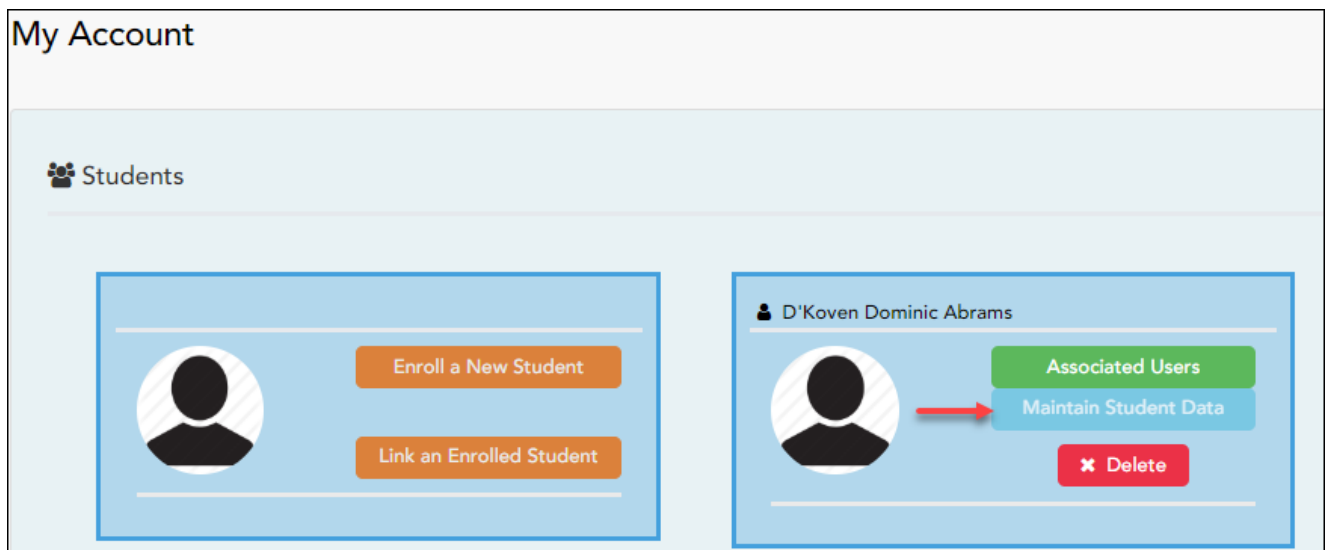 My Account
Students
Enroll a New Student
Link an Enrolled Student
D'Koven Dominic Abrams
Associated Users
Maintain Student Data
Delete